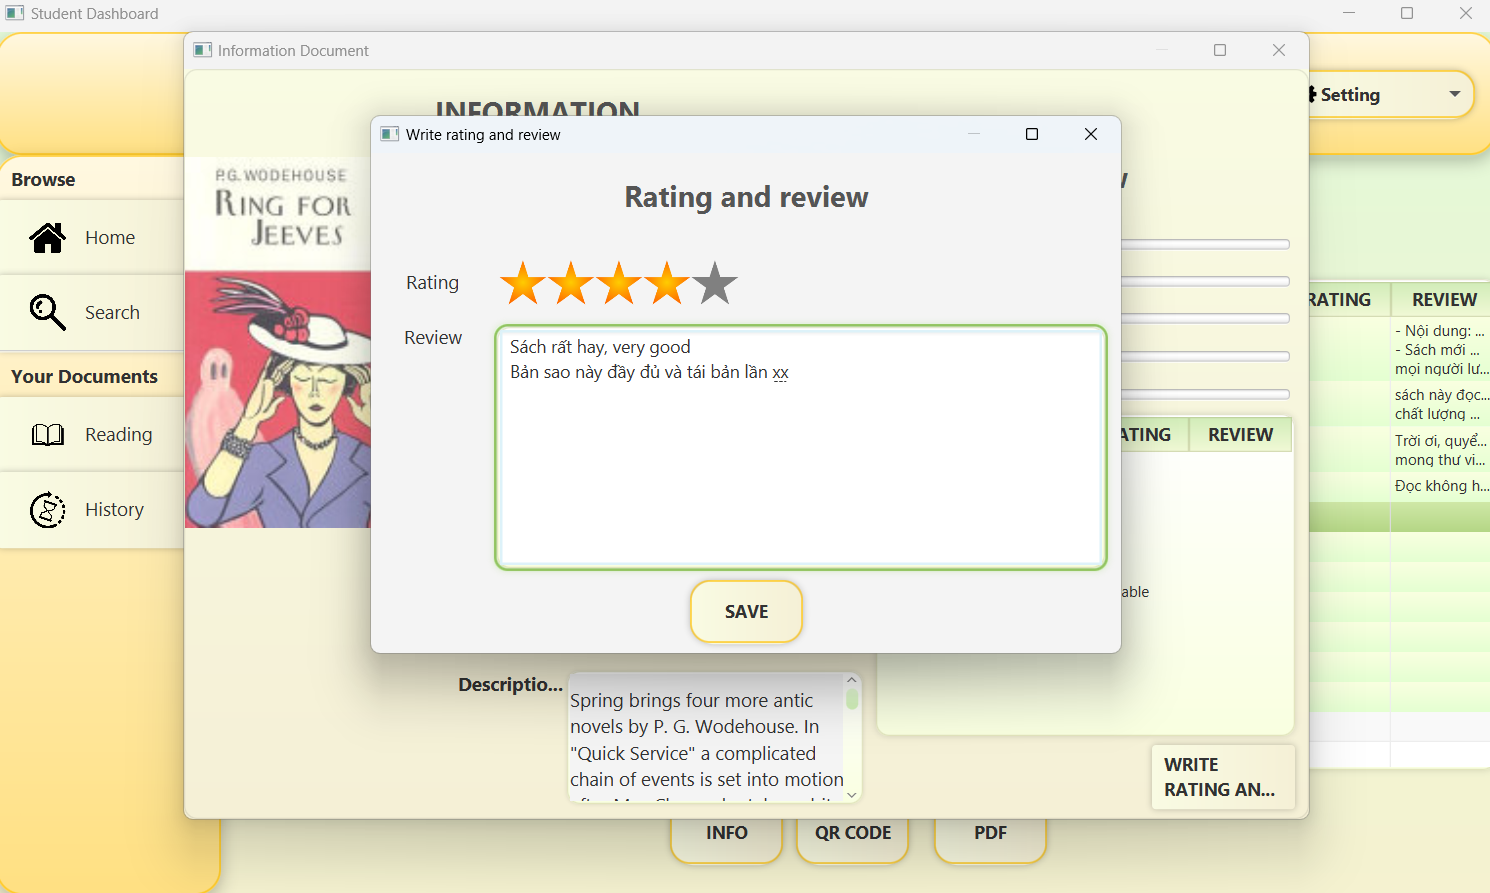 Student Dashboard
Information Document
INFORMATION
Setting
Write rating and review
Browse
Home
Search
Your Documents
Reading
History
P.G. WODEHOUSE
RING FOR
JEEVES
Rating and review
Rating
Review
Sách rất hay, very good
Bản sao này đầy đủ và tái bản lần xx
SAVE
RATING
REVIEW
- Nội dung: ...
- Sách mới ...
mọi người lư...
sách này đọc...
chất lượng ...
Trời ơi, quyể...
mong thư vi...
Đọc không h...
ATING
REVIEW
able
Descriptio...
Spring brings four more antic
novels by P. G. Wodehouse. In
"Quick Service" a complicated
chain of events is set into motion
WRITE
RATING AN...
INFO
QR CODE
PDF